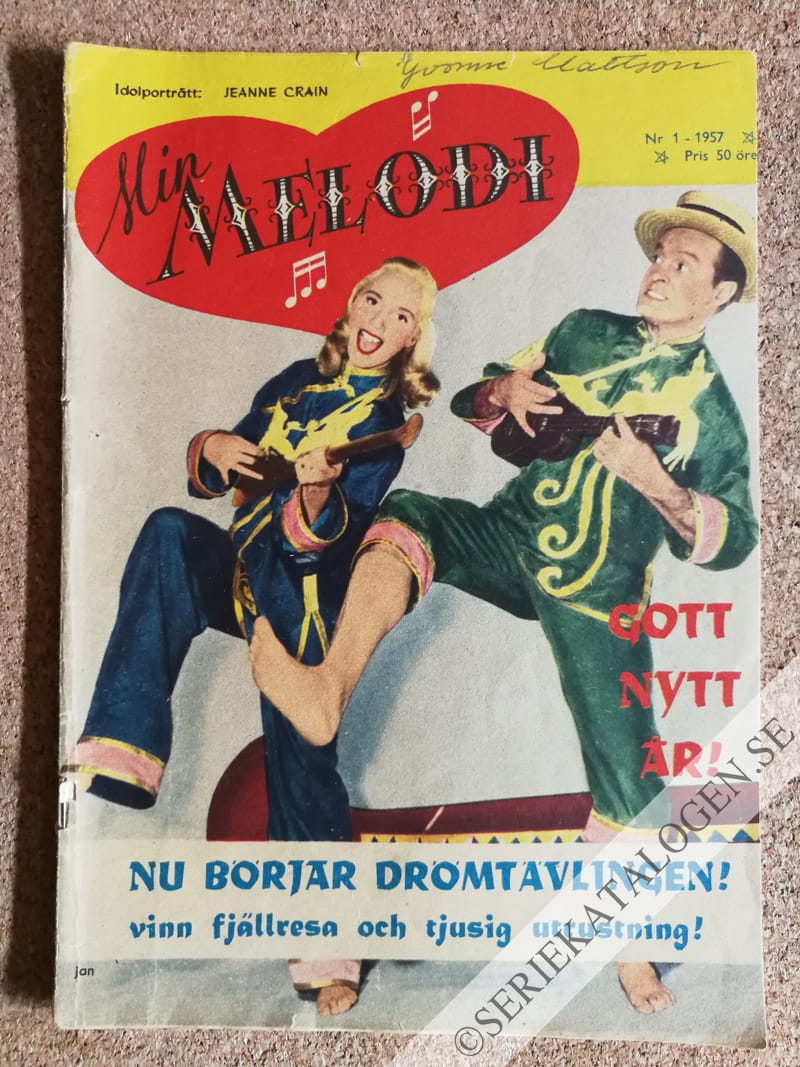 Yvonne Mattson
Idolporträtt: JEANNE CRAIN
Nr 1 - 1957
Pris 50 öre
Min
MELODI
GOTT
NYTT
ÅR!
NU BÖRJAR DRÖMTÄVLINGEN!
vinn fjällresa och tjusig utrustning!
jan
©SERIEKATALOGEN.SE